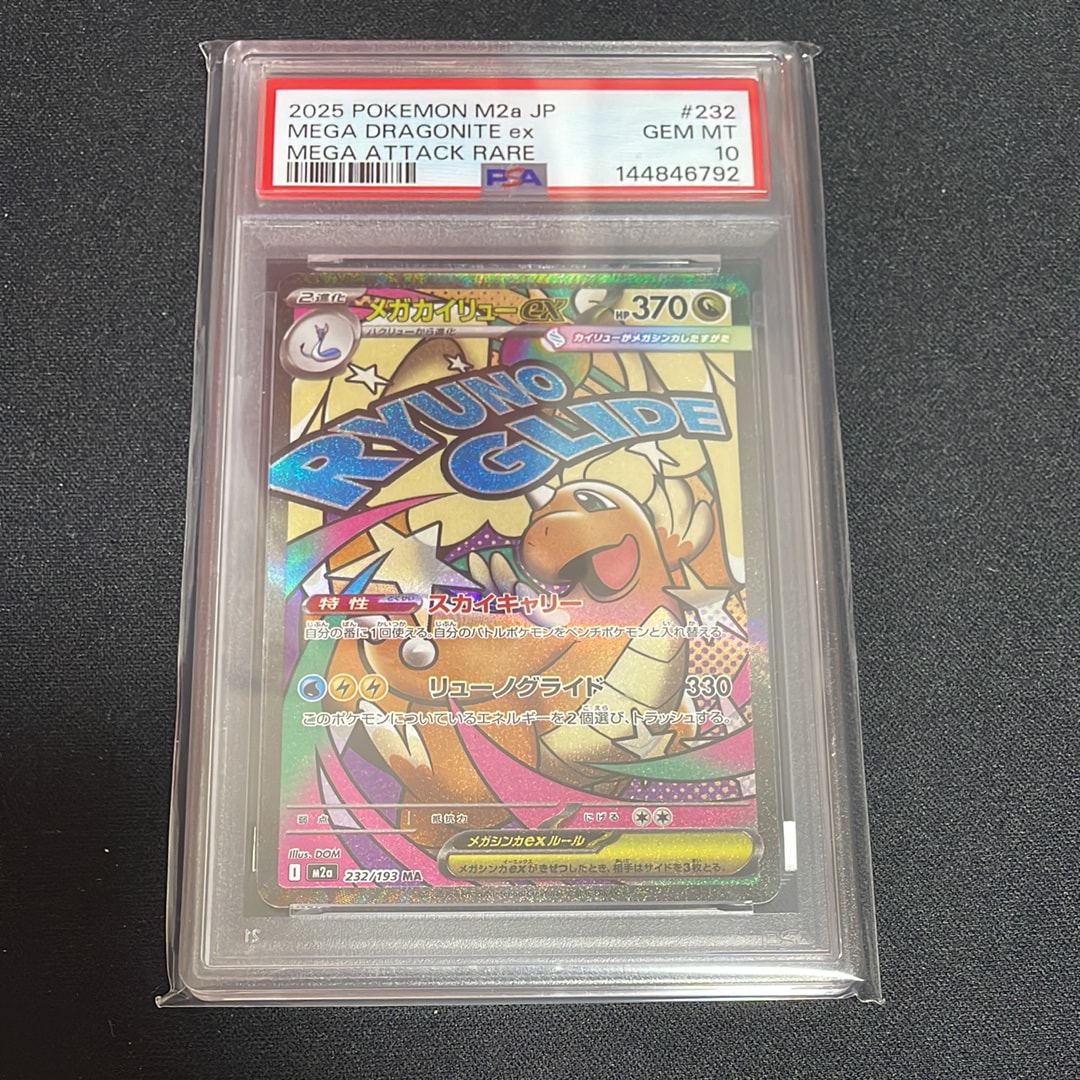 2025 POKEMON M2a JP #232
MEGA DRAGONITE ex GEM MT
MEGA ATTACK RARE 10
PSA 144846792
2進化 メガカイリューex HP 370
ハクリューから進化
カイリューがメガシンカしたすがた
RYUNO
GLIDE
特性 スカイキャリー
自分の番に1回使える。自分のバトルポケモンをベンチポケモンと入れ替える。
リューノグライド 330
このポケモンについているエネルギーを2個選び、トラッシュする。
弱点 抵抗力 にげる
メガシンカexルール
メガシンカexがきぜつしたとき、相手はサイドを3枚とる。
Illus. DOM
I M2a 232/193 MA